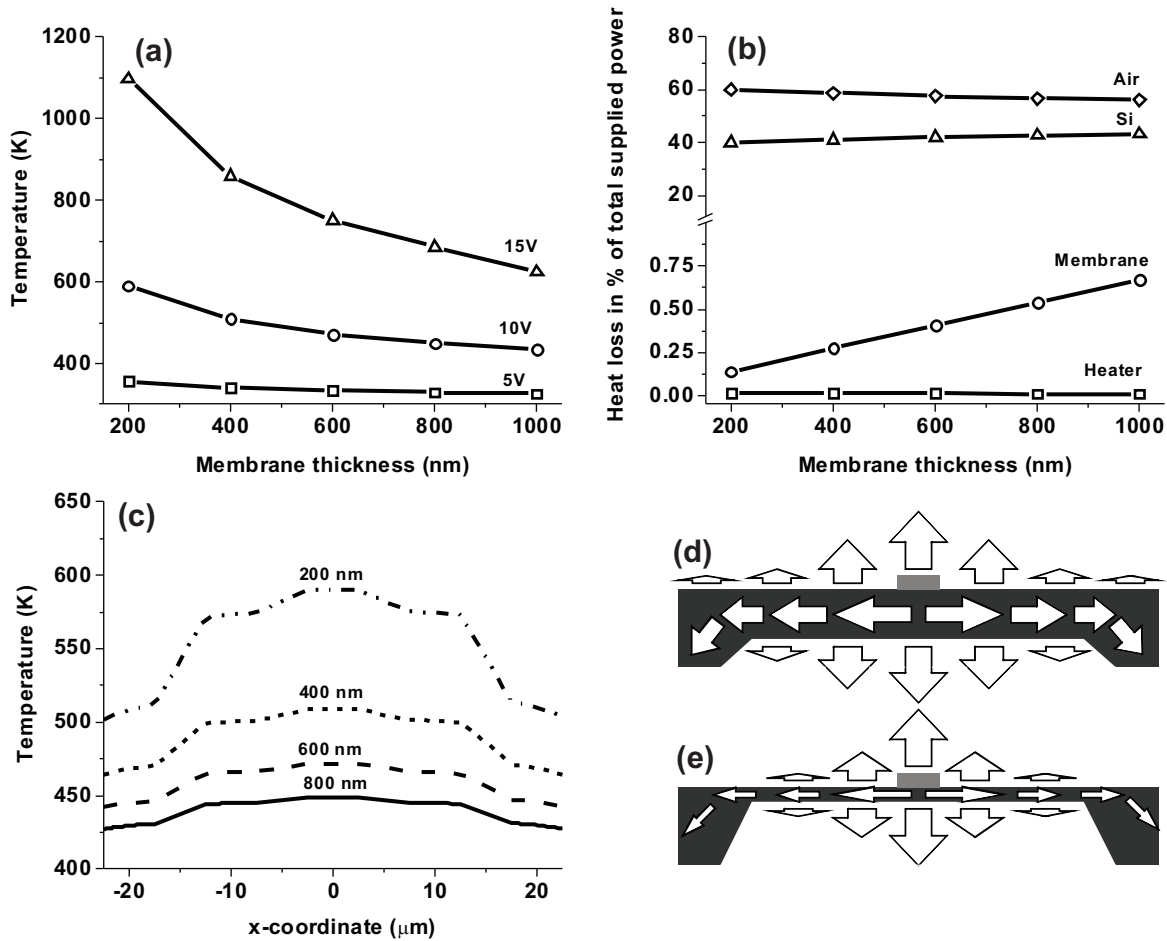 (a)
1200
1000
800
600
400
Temperature (K)
15V
10V
5V
200 400 600 800 1000
Membrane thickness (nm)
(b)
80
60
40
20
0.75
0.50
0.25
0.00
Heat loss in % of total supplied power
Air
Si
Membrane
Heater
200 400 600 800 1000
Membrane thickness (nm)
(c)
650
600
550
500
450
400
Temperature (K)
200 nm
400 nm
600 nm
800 nm
-20 -10 0 10 20
x-coordinate (μm)
(d)
(e)